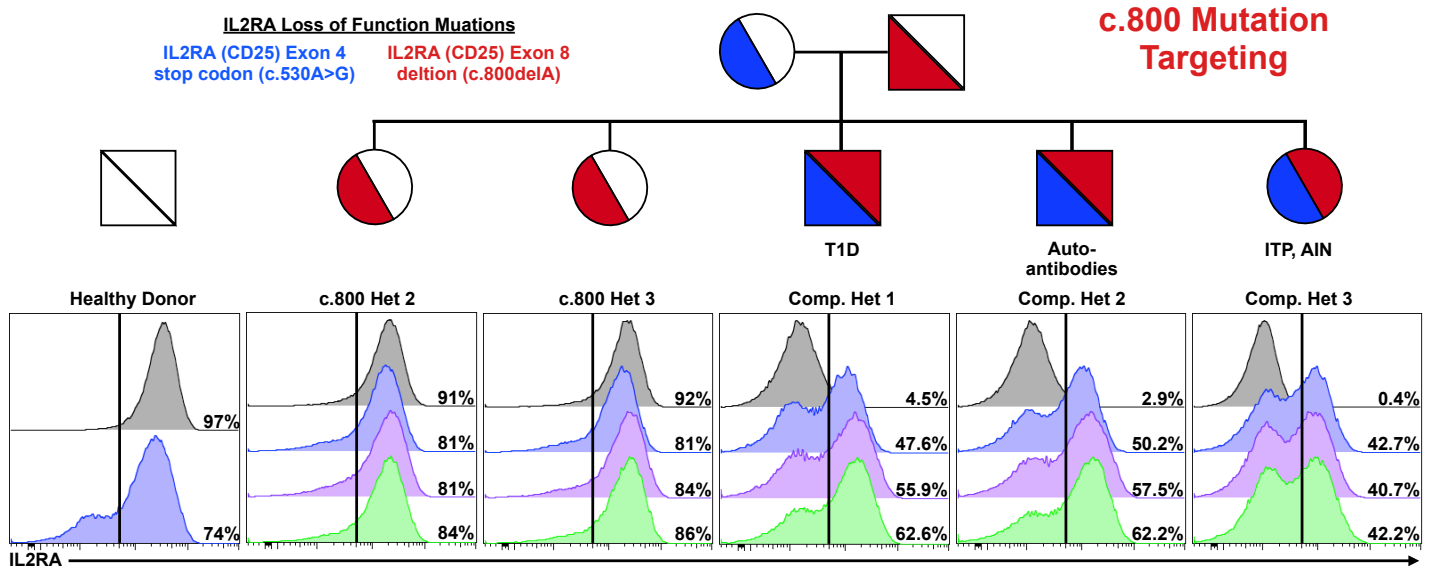 IL2RA Loss of Function Muations
IL2RA (CD25) Exon 4
stop codon (c.530A>G)
IL2RA (CD25) Exon 8
deltion (c.800delA)
c.800 Mutation
Targeting
T1D
Auto-
antibodies
ITP, AIN
Healthy Donor
c.800 Het 2
c.800 Het 3
Comp. Het 1
Comp. Het 2
Comp. Het 3
97%
74%
91%
81%
81%
84%
92%
81%
84%
86%
4.5%
47.6%
55.9%
62.6%
2.9%
50.2%
57.5%
62.2%
0.4%
42.7%
40.7%
42.2%
IL2RA